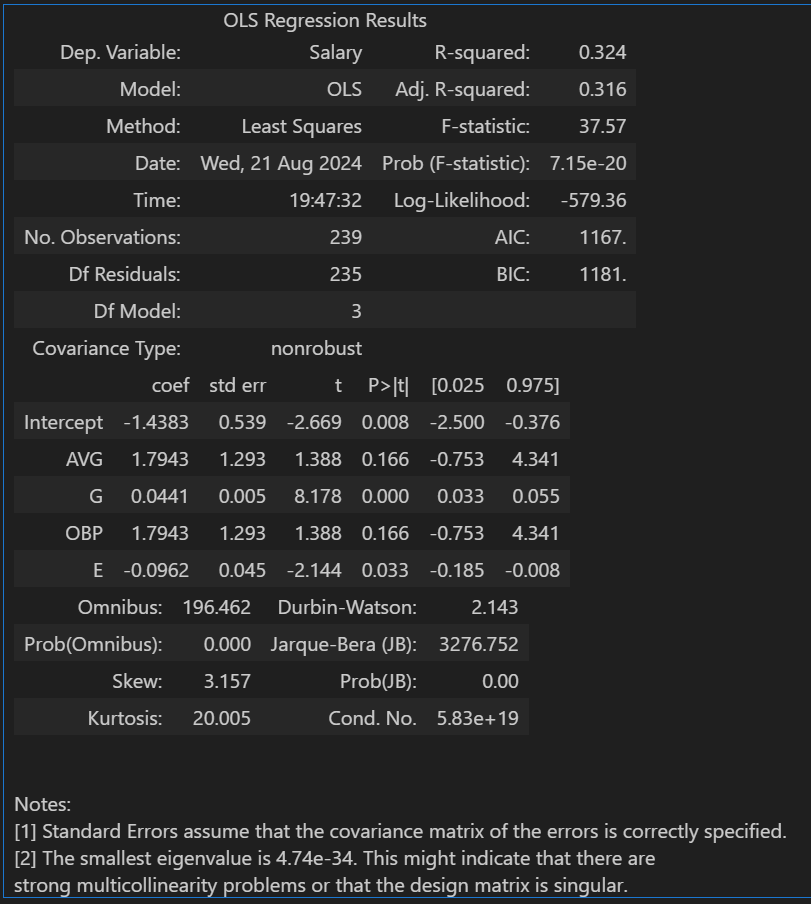 OLS Regression Results
Dep. Variable: Salary R-squared: 0.324
Model: OLS Adj. R-squared: 0.316
Method: Least Squares F-statistic: 37.57
Date: Wed, 21 Aug 2024 Prob (F-statistic): 7.15e-20
Time: 19:47:32 Log-Likelihood: -579.36
No. Observations: 239 AIC: 1167.
Df Residuals: 235 BIC: 1181.
Df Model: 3
Covariance Type: nonrobust
coef std err t P>|t| [0.025 0.975]
Intercept -1.4383 0.539 -2.669 0.008 -2.500 -0.376
AVG 1.7943 1.293 1.388 0.166 -0.753 4.341
G 0.0441 0.005 8.178 0.000 0.033 0.055
OBP 1.7943 1.293 1.388 0.166 -0.753 4.341
E -0.0962 0.045 -2.144 0.033 -0.185 -0.008
Omnibus: 196.462 Durbin-Watson: 2.143
Prob(Omnibus): 0.000 Jarque-Bera (JB): 3276.752
Skew: 3.157 Prob(JB): 0.00
Kurtosis: 20.005 Cond. No. 5.83e+19
Notes:
[1] Standard Errors assume that the covariance matrix of the errors is correctly specified.
[2] The smallest eigenvalue is 4.74e-34. This might indicate that there are
strong multicollinearity problems or that the design matrix is singular.